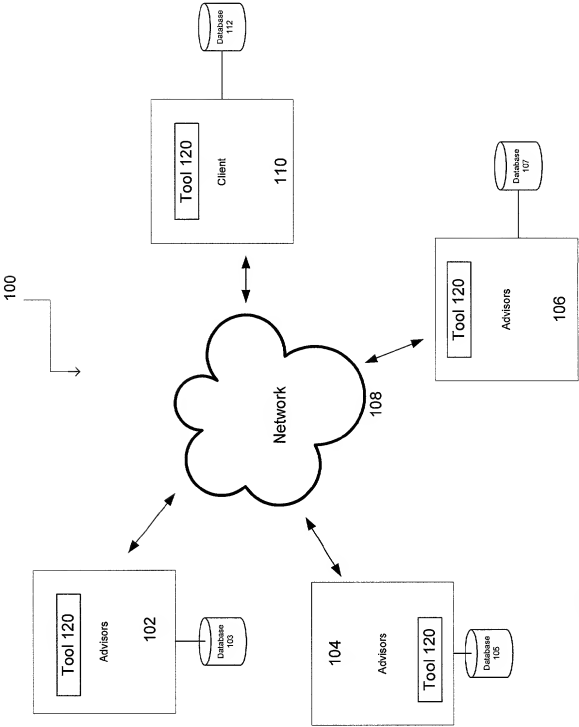 100
Tool 120
Advisors
102
Database
103
Tool 120
Client
110
Database
112
Network
108
104
Advisors
Tool 120
Database
105
Tool 120
Advisors
106
Database
107